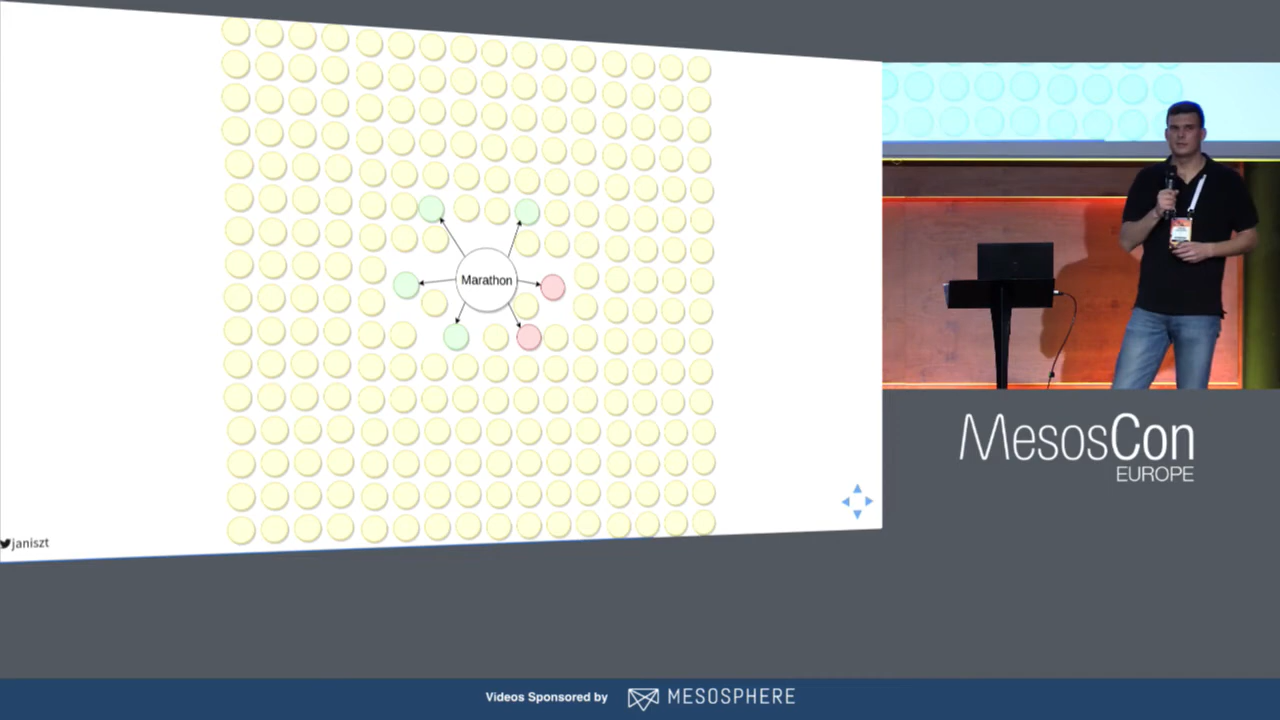 Marathon
janiszt
MesosCon
EUROPE
Videos Sponsored by MESOSPHERE